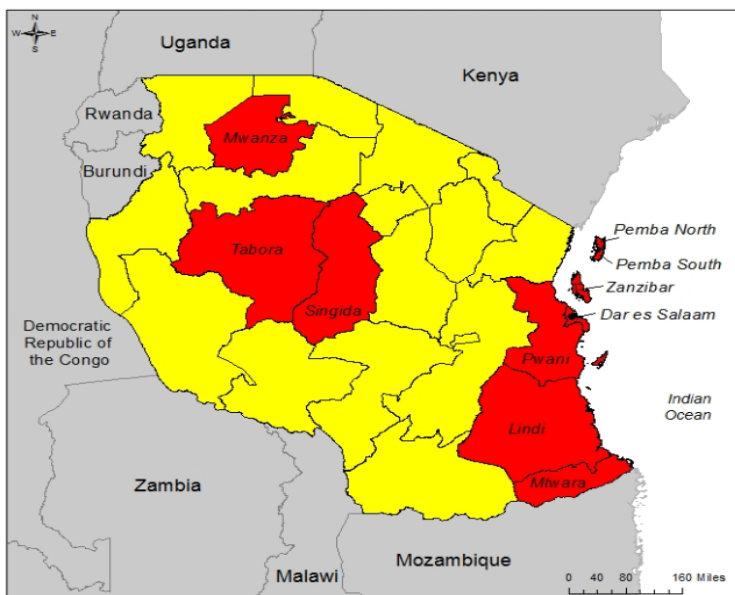 N
W E
S
Uganda
Kenya
Rwanda
Burundi
Mwanza
Tabora
Singida
Pemba North
Pemba South
Zanzibar
Dar es Salaam
Pwani
Democratic
Republic of
the Congo
Indian
Ocean
Lindi
Mtwara
Zambia
Mozambique
Malawi
0 40 80 160 Miles